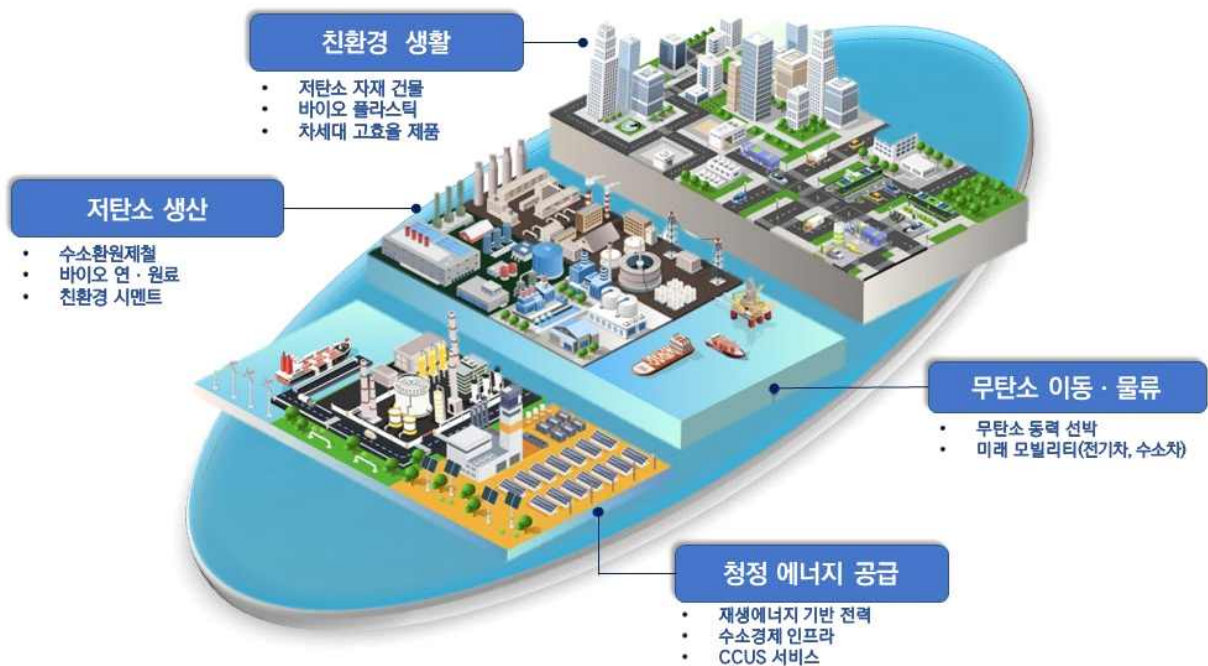 친환경 생활
• 저탄소 자재 건물
• 바이오 플라스틱
• 차세대 고효율 제품
저탄소 생산
• 수소환원제철
• 바이오 연 · 원료
• 친환경 시멘트
무탄소 이동 · 물류
• 무탄소 동력 선박
• 미래 모빌리티(전기차, 수소차)
청정 에너지 공급
• 재생에너지 기반 전력
• 수소경제 인프라
• CCUS 서비스